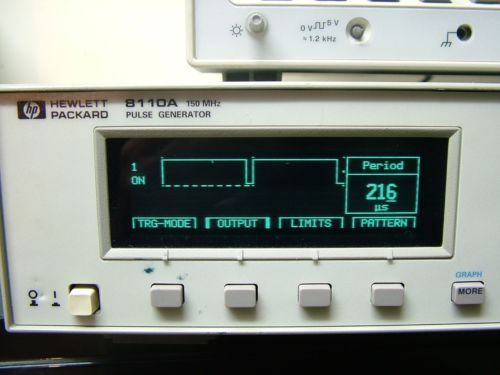 0 V 5 V
≈ 1.2 kHz
hp HEWLETT PACKARD
8110A 150 MHz
PULSE GENERATOR
1
ON
Period
216
µs
TRG-MODE OUTPUT LIMITS PATTERN
GRAPH
MORE
O I